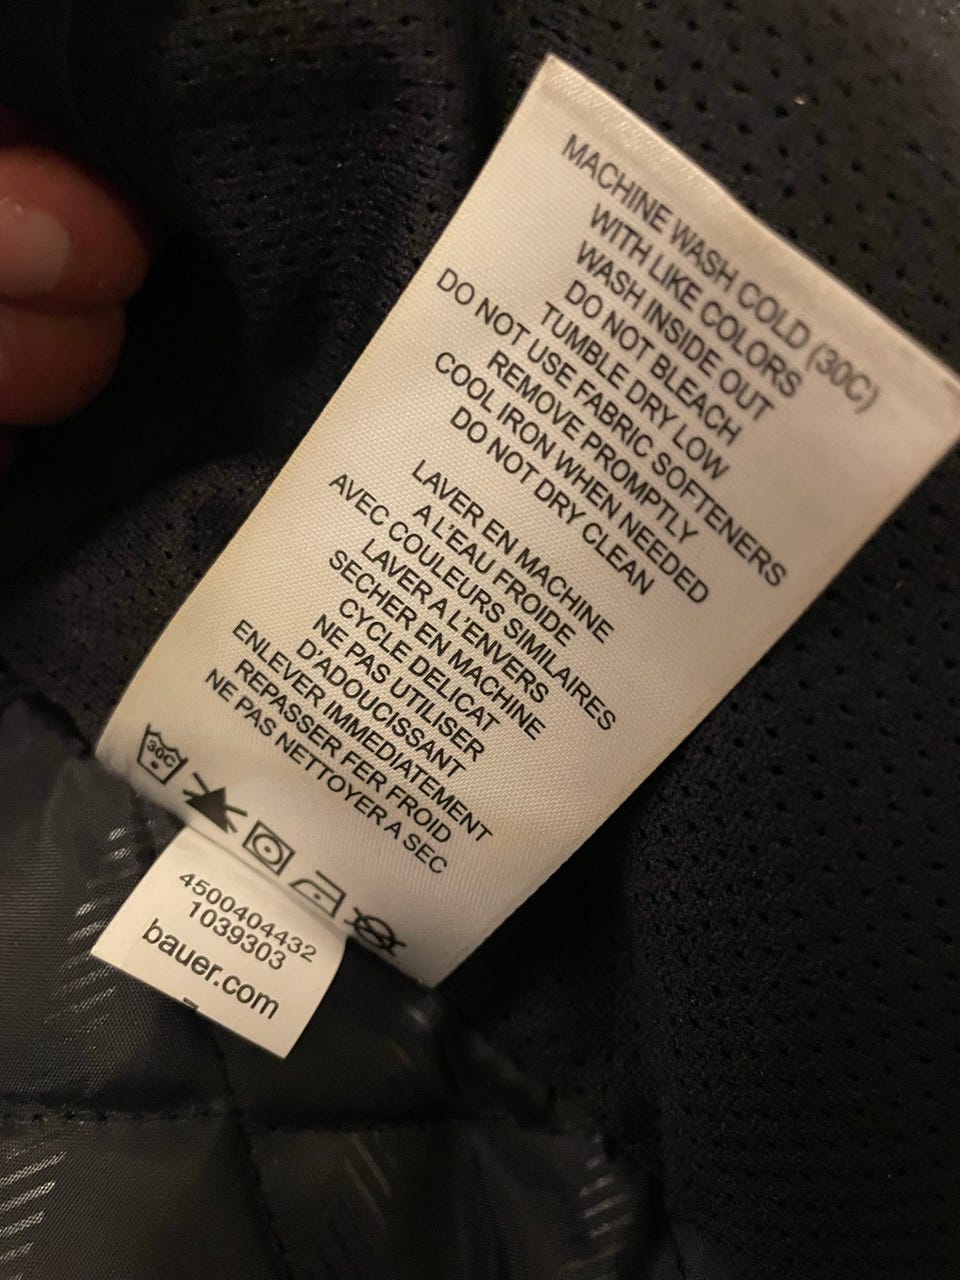 MACHINE WASH COLD (30C)
WITH LIKE COLORS
WASH INSIDE OUT
DO NOT BLEACH
TUMBLE DRY LOW
DO NOT USE FABRIC SOFTENERS
REMOVE PROMPTLY
COOL IRON WHEN NEEDED
DO NOT DRY CLEAN
LAVER EN MACHINE
A L'EAU FROIDE
AVEC COULEURS SIMILAIRES
LAVER A L'ENVERS
SECHER EN MACHINE
CYCLE DELICAT
NE PAS UTILISER
D'ADOUCISSANT
ENLEVER IMMEDIATEMENT
REPASSER FER FROID
NE PAS NETTOYER A SEC
30C
4500404432
1039303
bauer.com